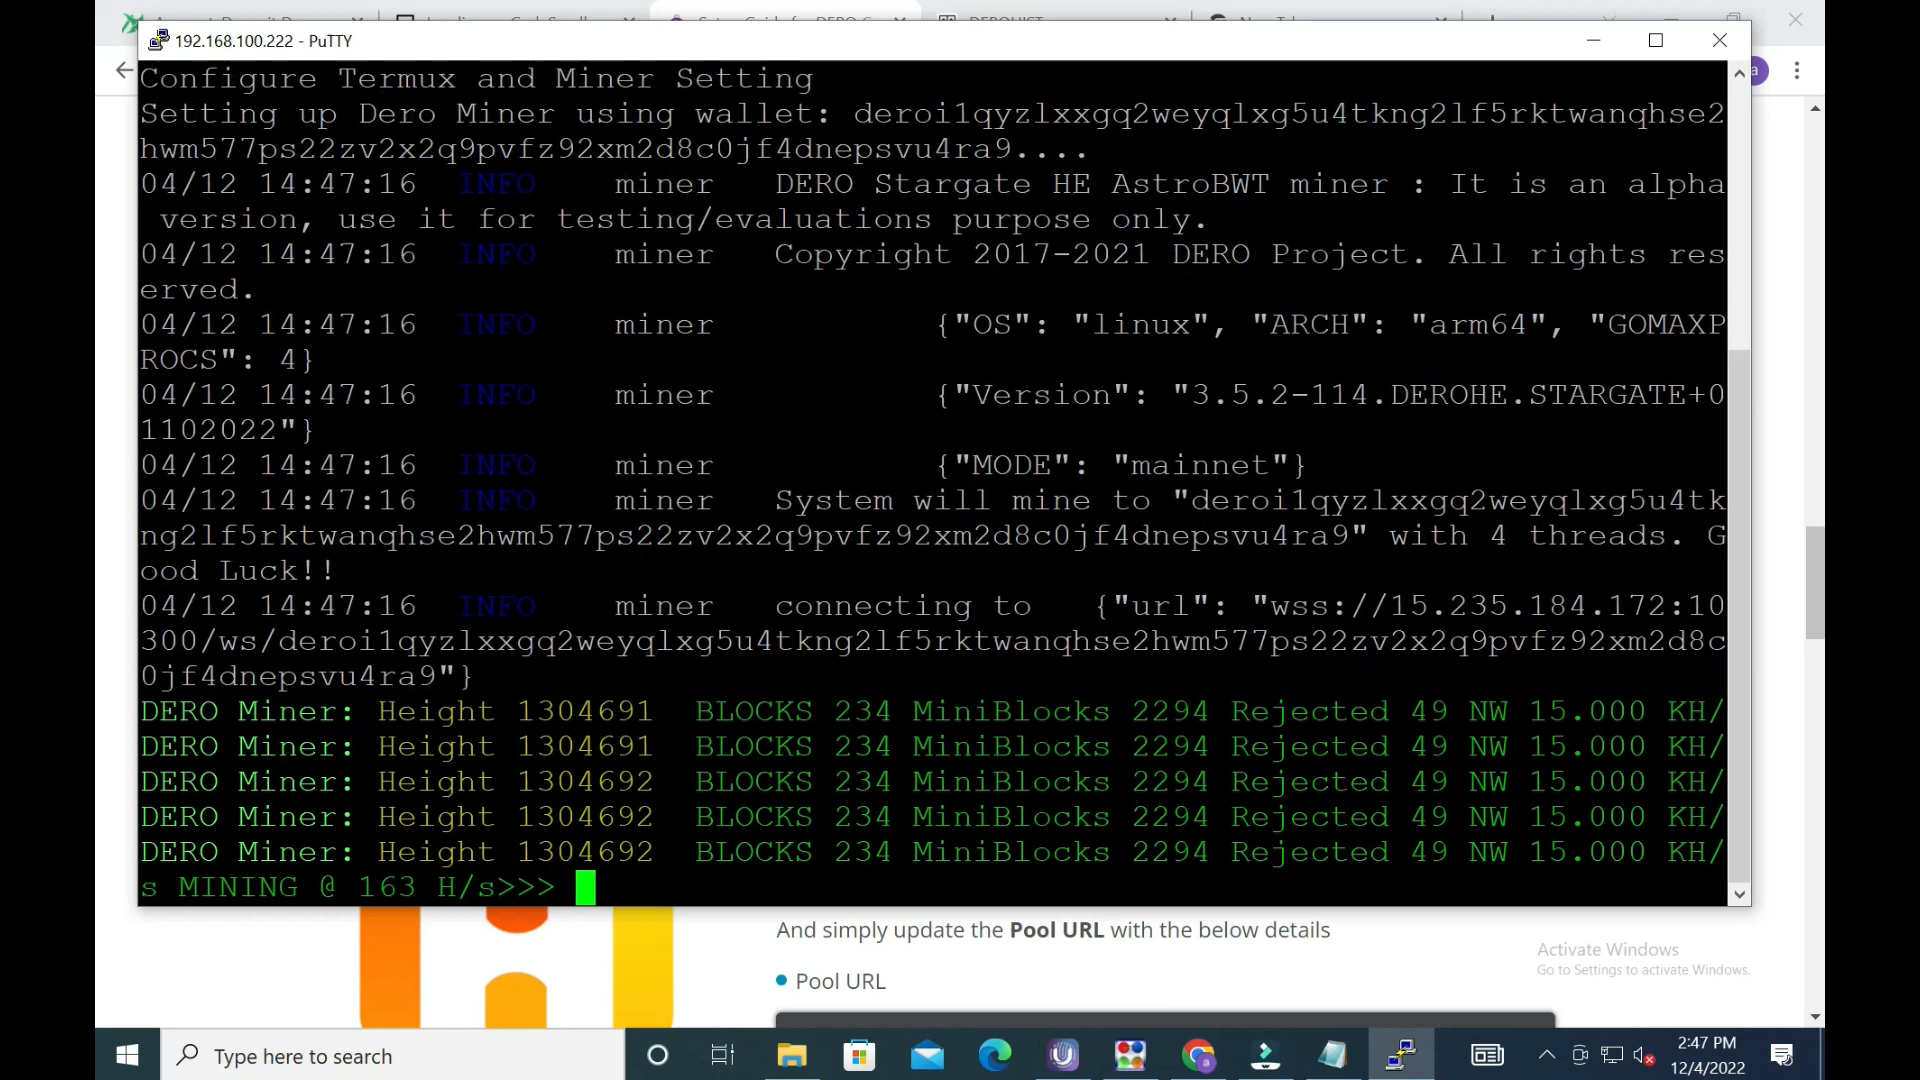 192.168.100.222 - PuTTY
Configure Termux and Miner Setting
Setting up Dero Miner using wallet: deroi1qyzlxxgq2weyqlxg5u4tkng2lf5rktwanqhse2
hwm577ps22zv2x2q9pvfz92xm2d8c0jf4dnepsvu4ra9....
04/12 14:47:16 INFO miner DERO Stargate HE AstroBWT miner : It is an alpha
version, use it for testing/evaluations purpose only.
04/12 14:47:16 INFO miner Copyright 2017-2021 DERO Project. All rights res
erved.
04/12 14:47:16 INFO miner {"OS": "linux", "ARCH": "arm64", "GOMAXP
ROCS": 4}
04/12 14:47:16 INFO miner {"Version": "3.5.2-114.DEROHE.STARGATE+0
1102022"}
04/12 14:47:16 INFO miner {"MODE": "mainnet"}
04/12 14:47:16 INFO miner System will mine to "deroi1qyzlxxgq2weyqlxg5u4tk
ng2lf5rktwanqhse2hwm577ps22zv2x2q9pvfz92xm2d8c0jf4dnepsvu4ra9" with 4 threads. G
ood Luck!!
04/12 14:47:16 INFO miner connecting to {"url": "wss://15.235.184.172:10
300/ws/deroi1qyzlxxgq2weyqlxg5u4tkng2lf5rktwanqhse2hwm577ps22zv2x2q9pvfz92xm2d8c
0jf4dnepsvu4ra9"}
DERO Miner: Height 1304691 BLOCKS 234 MiniBlocks 2294 Rejected 49 NW 15.000 KH/
DERO Miner: Height 1304691 BLOCKS 234 MiniBlocks 2294 Rejected 49 NW 15.000 KH/
DERO Miner: Height 1304692 BLOCKS 234 MiniBlocks 2294 Rejected 49 NW 15.000 KH/
DERO Miner: Height 1304692 BLOCKS 234 MiniBlocks 2294 Rejected 49 NW 15.000 KH/
DERO Miner: Height 1304692 BLOCKS 234 MiniBlocks 2294 Rejected 49 NW 15.000 KH/
s MINING @ 163 H/s>>>
And simply update the Pool URL with the below details
Pool URL
Activate Windows
Go to Settings to activate Windows.
Type here to search
2:47 PM
12/4/2022
a